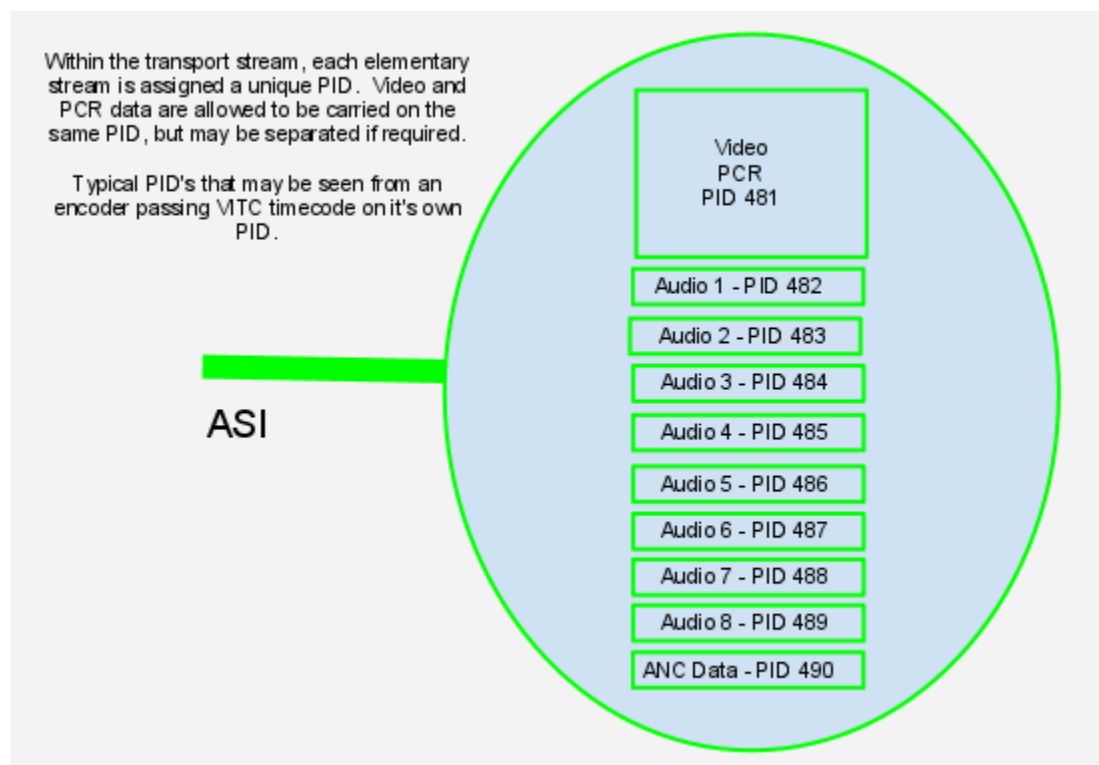 Within the transport stream, each elementary
stream is assigned a unique PID. Video and
PCR data are allowed to be carried on the
same PID, but may be separated if required.
Typical PID's that may be seen from an
encoder passing VITC timecode on it's own
PID.
Video
PCR
PID 481
Audio 1 - PID 482
Audio 2 - PID 483
Audio 3 - PID 484
Audio 4 - PID 485
Audio 5 - PID 486
Audio 6 - PID 487
Audio 7 - PID 488
Audio 8 - PID 489
ANC Data - PID 490
ASI